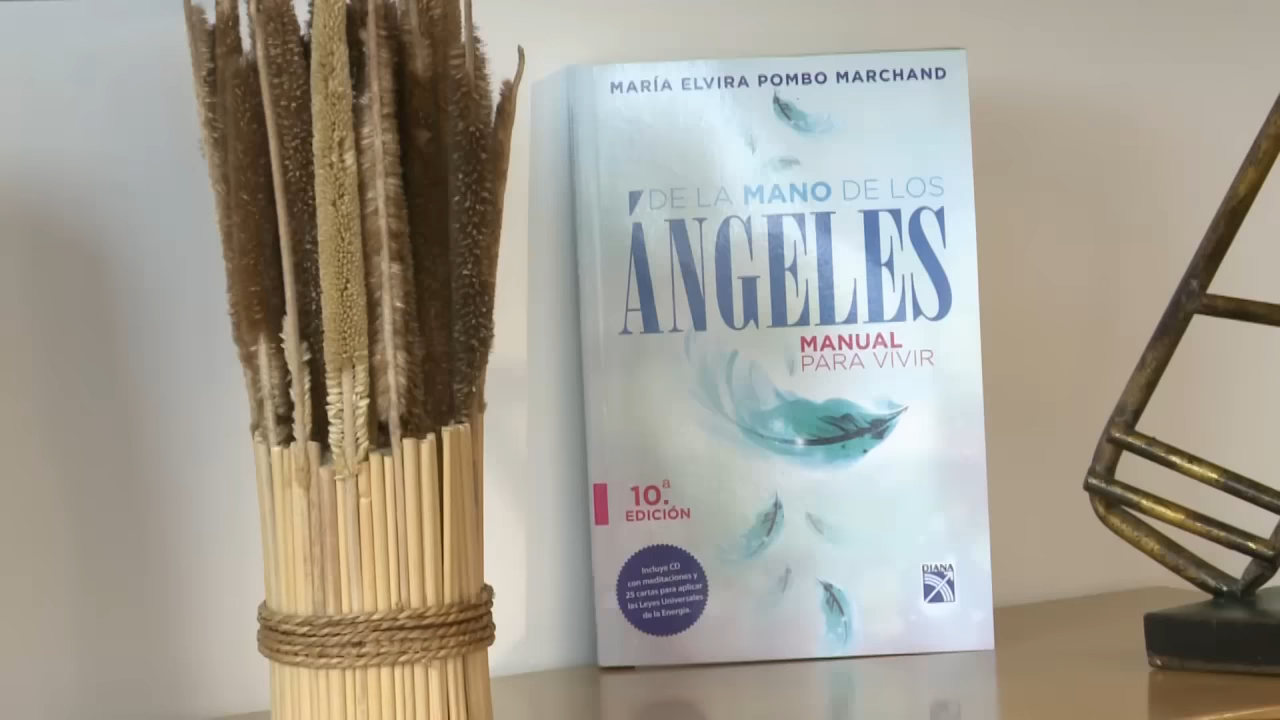 MARÍA ELVIRA POMBO MARCHAND
DE LA MANO DE LOS
ÁNGELES
MANUAL
PARA VIVIR
10.ª
EDICIÓN
Incluye CD
con meditaciones y
25 cartas para aplicar
las Leyes Universales
de la Energía.
DIANA